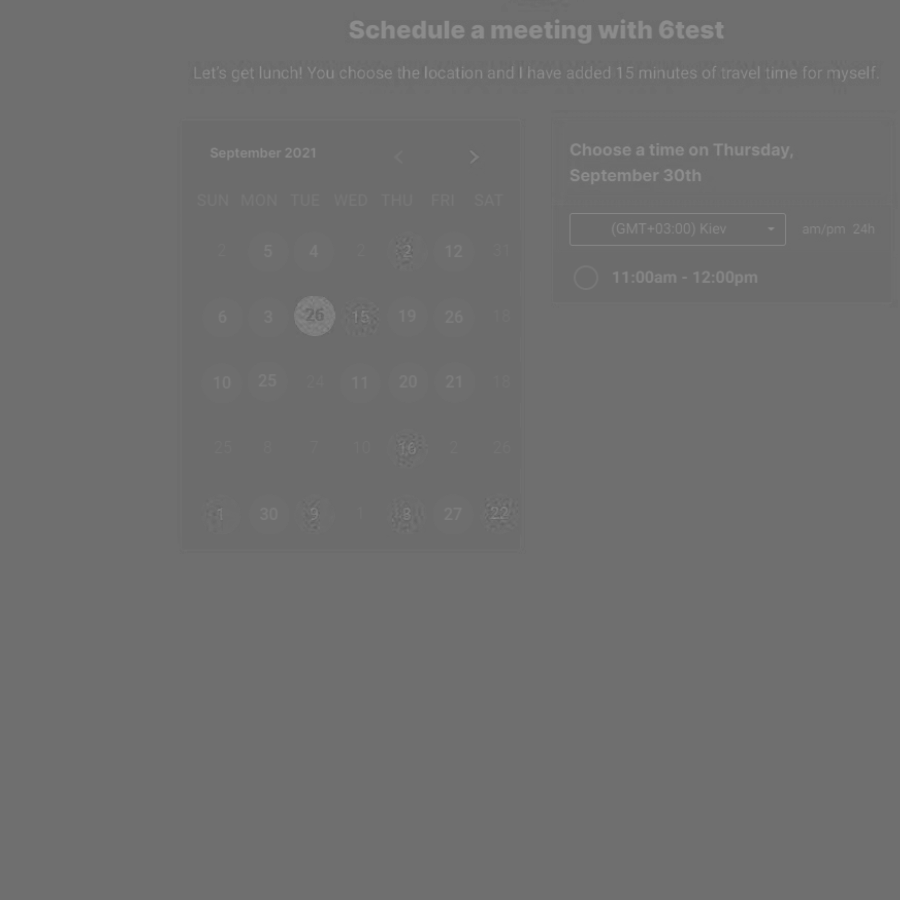 Schedule a meeting with 6test
Let's get lunch! You choose the location and I have added 15 minutes of travel time for myself.
September 2021
SUN MON TUE WED THU FRI SAT
2 5 4 2 2 12 31
6 3 26 15 19 26 18
10 25 24 11 20 21 18
25 8 7 10 16 2 26
1 30 9 1 8 27 22
Choose a time on Thursday,
September 30th
(GMT+03:00) Kiev am/pm 24h
11:00am - 12:00pm